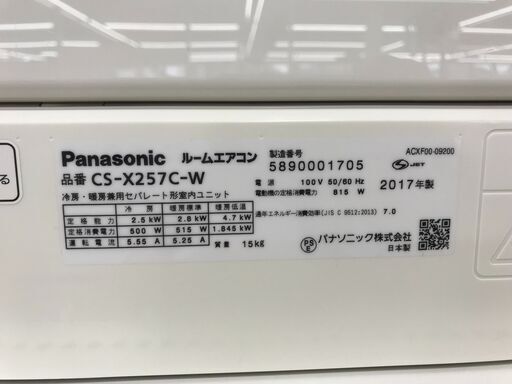 ACXF00-09200
Panasonic ルームエアコン
製造番号
5890001705
S-JET
品番 CS-X257C-W
電源 100V 50/60 Hz
2017年製
電動機の定格消費電力 815 W
冷房・暖房兼用セパレート形室内ユニット
通年エネルギー消費効率(JIS C 9612:2013) 7.0
冷房 暖房標準 暖房低温
定格能力 2.5 kW 2.8 kW 4.7 kW
定格消費電力 500 W 515 W 1.845 kW
運転電流 5.55 A 5.25 A
質量 15kg
PS
E
パナソニック株式会社
日本製
る